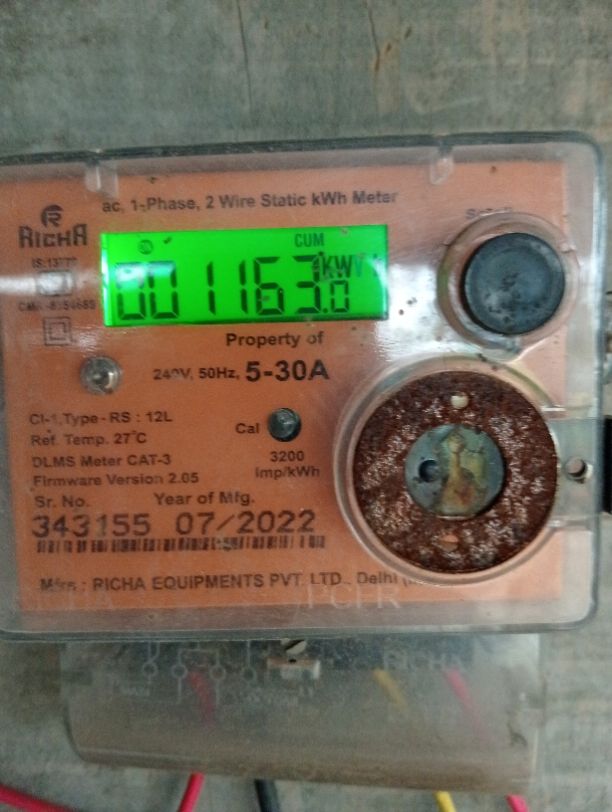 ac, 1-Phase, 2 Wire Static kWh Meter
RICHA
CUM
001163.0
Property of
240V, 50Hz, 5-30A
Cl-1, Type - RS : 12L
Ref. Temp. 27°C
Cal
DLMS Meter CAT-3
3200
imp/kWh
Firmware Version 2.05
Sr. No. Year of Mfg.
343155 07/2022
RICHA EQUIPMENTS PVT. LTD., Delhi
RICHA